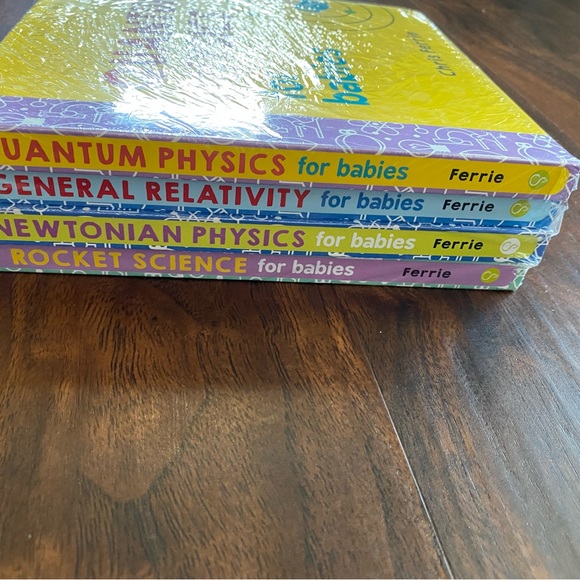 babies
Chris Ferrie
UANTUM PHYSICS for babies Ferrie
GENERAL RELATIVITY for babies Ferrie
NEWTONIAN PHYSICS for babies Ferrie
ROCKET SCIENCE for babies Ferrie